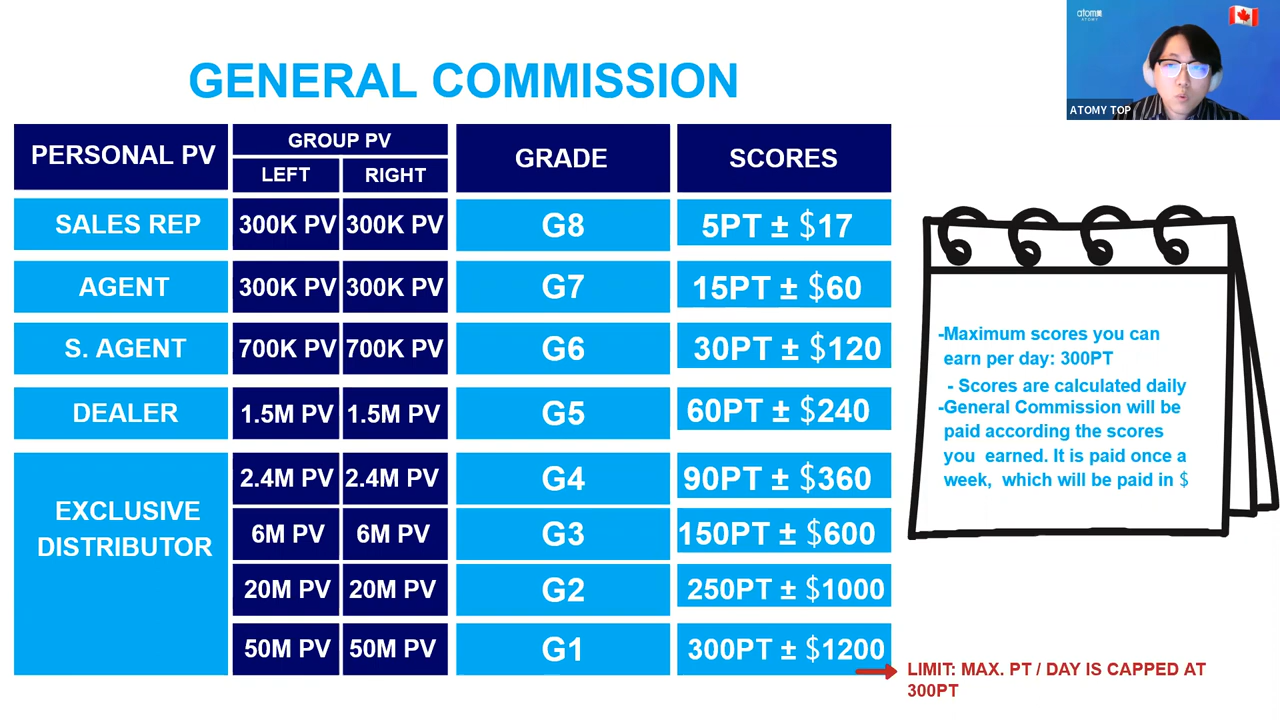 atomy
ATOMY
ATOMY TOP
GENERAL COMMISSION
PERSONAL PV
GROUP PV
LEFT
RIGHT
GRADE
SCORES
SALES REP 300K PV 300K PV G8 5PT ± $17
AGENT 300K PV 300K PV G7 15PT ± $60
S. AGENT 700K PV 700K PV G6 30PT ± $120
DEALER 1.5M PV 1.5M PV G5 60PT ± $240
EXCLUSIVE
DISTRIBUTOR
2.4M PV 2.4M PV G4 90PT ± $360
6M PV 6M PV G3 150PT ± $600
20M PV 20M PV G2 250PT ± $1000
50M PV 50M PV G1 300PT ± $1200
-Maximum scores you can
earn per day: 300PT
- Scores are calculated daily
-General Commission will be
paid according the scores
you earned. It is paid once a
week, which will be paid in $
LIMIT: MAX. PT / DAY IS CAPPED AT
300PT